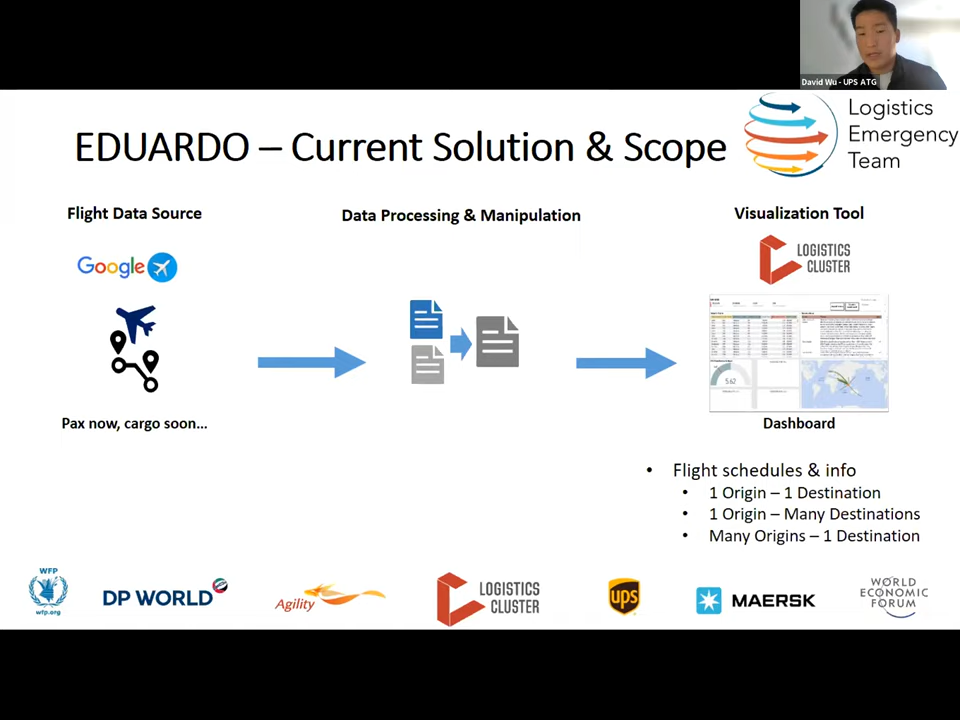 David Wu - UPS ATG
EDUARDO – Current Solution & Scope
Logistics
Emergency
Team
Flight Data Source
Data Processing & Manipulation
Visualization Tool
Google
LOGISTICS
CLUSTER
5.62
Pax now, cargo soon...
Dashboard
• Flight schedules & info
• 1 Origin – 1 Destination
• 1 Origin – Many Destinations
• Many Origins – 1 Destination
WFP
wfp.org
DP WORLD
Agility
LOGISTICS
CLUSTER
ups
MAERSK
WORLD
ECONOMIC
FORUM